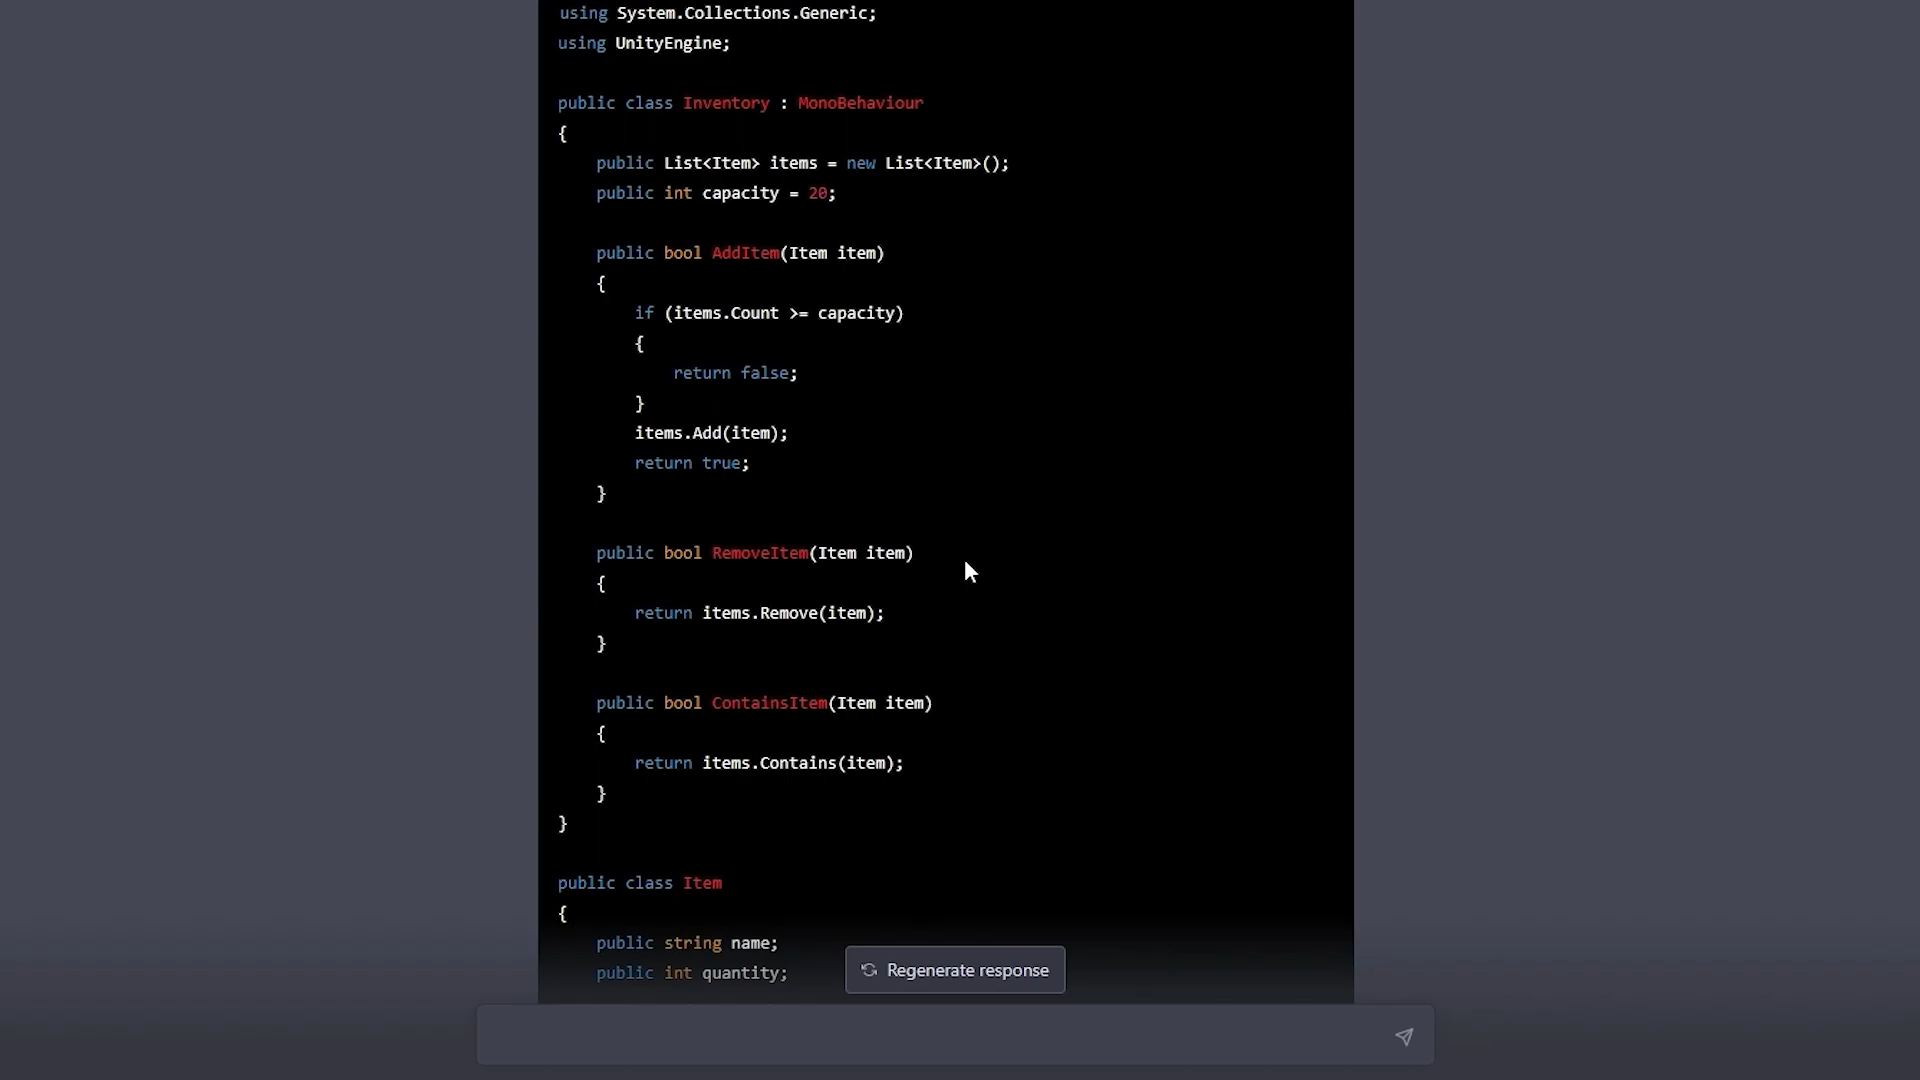 using System.Collections.Generic;
using UnityEngine;
public class Inventory : MonoBehaviour
{
    public List<Item> items = new List<Item>();
    public int capacity = 20;
    public bool AddItem(Item item)
    {
        if (items.Count >= capacity)
        {
            return false;
        }
        items.Add(item);
        return true;
    }
    public bool RemoveItem(Item item)
    {
        return items.Remove(item);
    }
    public bool ContainsItem(Item item)
    {
        return items.Contains(item);
    }
}
public class Item
{
    public string name;
    public int quantity;
Regenerate response